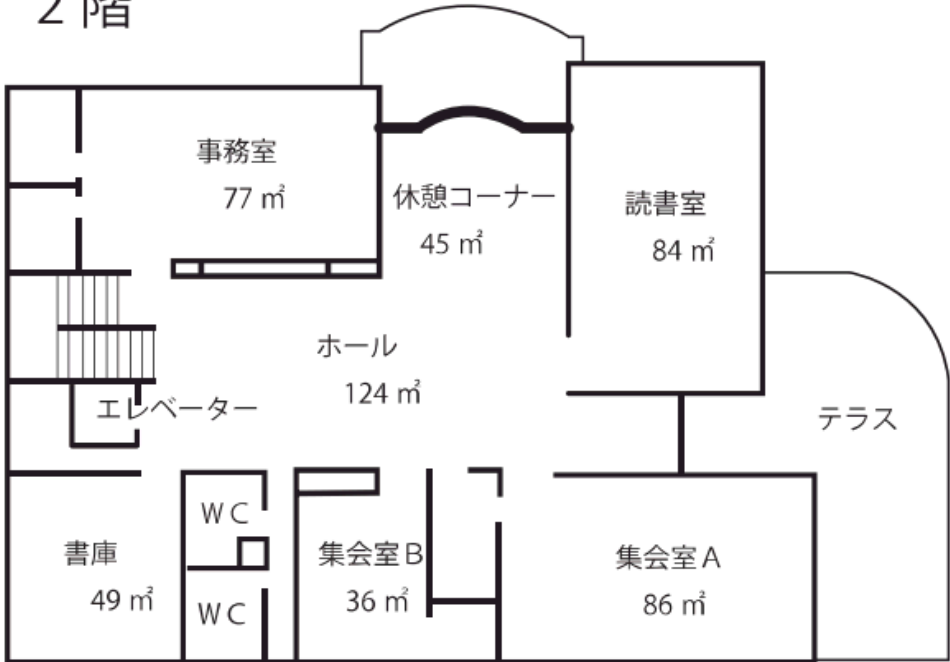 2階
事務室
77 ㎡
休憩コーナー
45 ㎡
読書室
84 ㎡
ホール
124 ㎡
エレベーター
テラス
WC
書庫
49 ㎡
WC
集会室B
36 ㎡
集会室A
86 ㎡